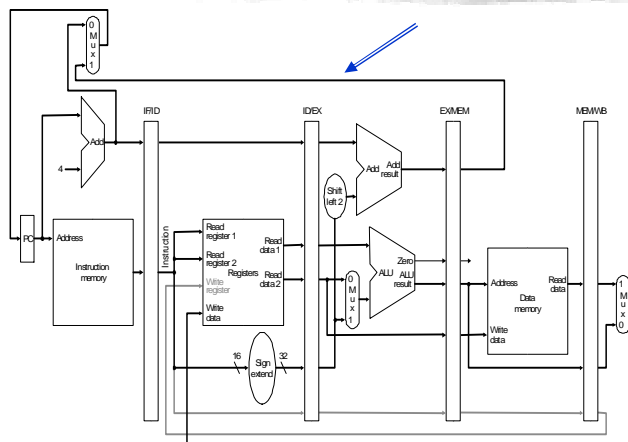 0
M
u
x
1
IF/ID
ID/EX
EX/MEM
MEM/WB
Add
4
Shift
left 2
Add
Add
result
PC
Address
Instruction
memory
Instruction
Read
register 1
Read
register 2
Registers
Write
register
Write
data
Read
data 1
Read
data 2
0
M
u
x
1
Zero
ALU
ALU
result
Address
Data
memory
Write
data
Read
data
1
M
u
x
0
16
Sign
extend
32